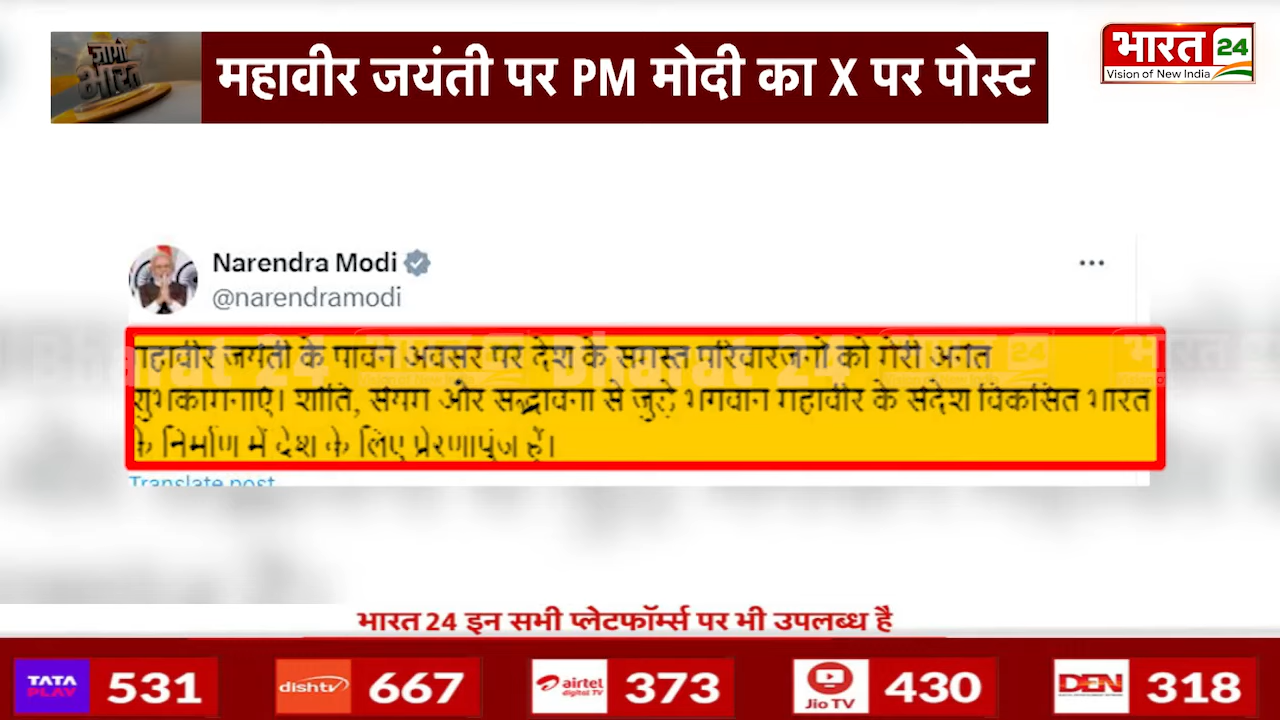 जागो
भारत
महावीर जयंती पर PM मोदी का X पर पोस्ट
भारत 24
Vision of New India
Narendra Modi
@narendramodi
महावीर जयंती के पावन अवसर पर देश के समस्त परिवारजनों को मेरी अनंत
शुभकामनाएं। शांति, संयम और सद्भावना से जुड़े भगवान महावीर के संदेश विकसित भारत
के निर्माण में देश के लिए प्रेरणापुंज हैं।
Translate post
भारत 24 इन सभी प्लेटफॉर्म्स पर भी उपलब्ध है
TATA PLAY 531
dishtv 667
airtel digital TV 373
JioTV 430
DEN 318